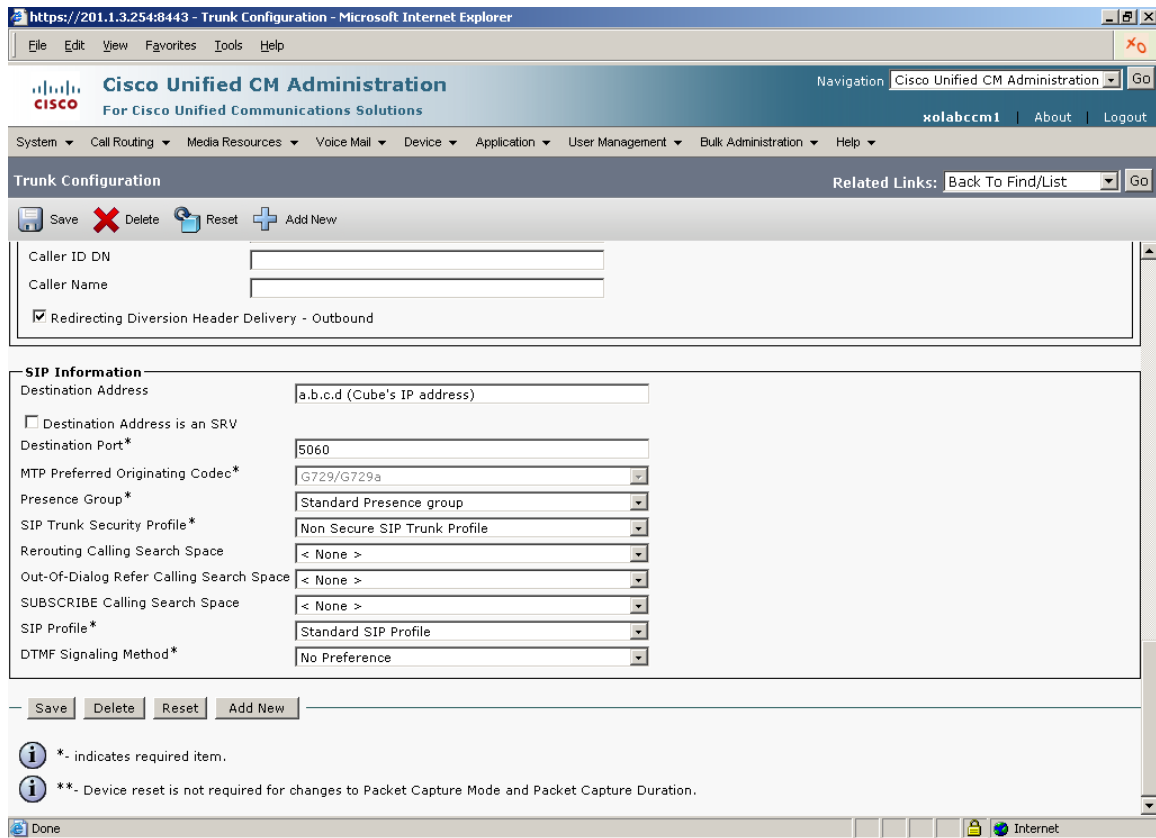 https://201.1.3.254:8443 - Trunk Configuration - Microsoft Internet Explorer
File Edit View Favorites Tools Help
Cisco Unified CM Administration
For Cisco Unified Communications Solutions
CISCO
Navigation Cisco Unified CM Administration Go
xolabccm1 | About | Logout
System Call Routing Media Resources Voice Mail Device Application User Management Bulk Administration Help
Trunk Configuration
Related Links: Back To Find/List Go
Save Delete Reset Add New
Caller ID DN
Caller Name
Redirecting Diversion Header Delivery - Outbound
SIP Information
Destination Address a.b.c.d (Cube's IP address)
Destination Address is an SRV
Destination Port* 5060
MTP Preferred Originating Codec* G729/G729a
Presence Group* Standard Presence group
SIP Trunk Security Profile* Non Secure SIP Trunk Profile
Rerouting Calling Search Space < None >
Out-Of-Dialog Refer Calling Search Space < None >
SUBSCRIBE Calling Search Space < None >
SIP Profile* Standard SIP Profile
DTMF Signaling Method* No Preference
Save Delete Reset Add New
*- indicates required item.
**- Device reset is not required for changes to Packet Capture Mode and Packet Capture Duration.
Done
Internet